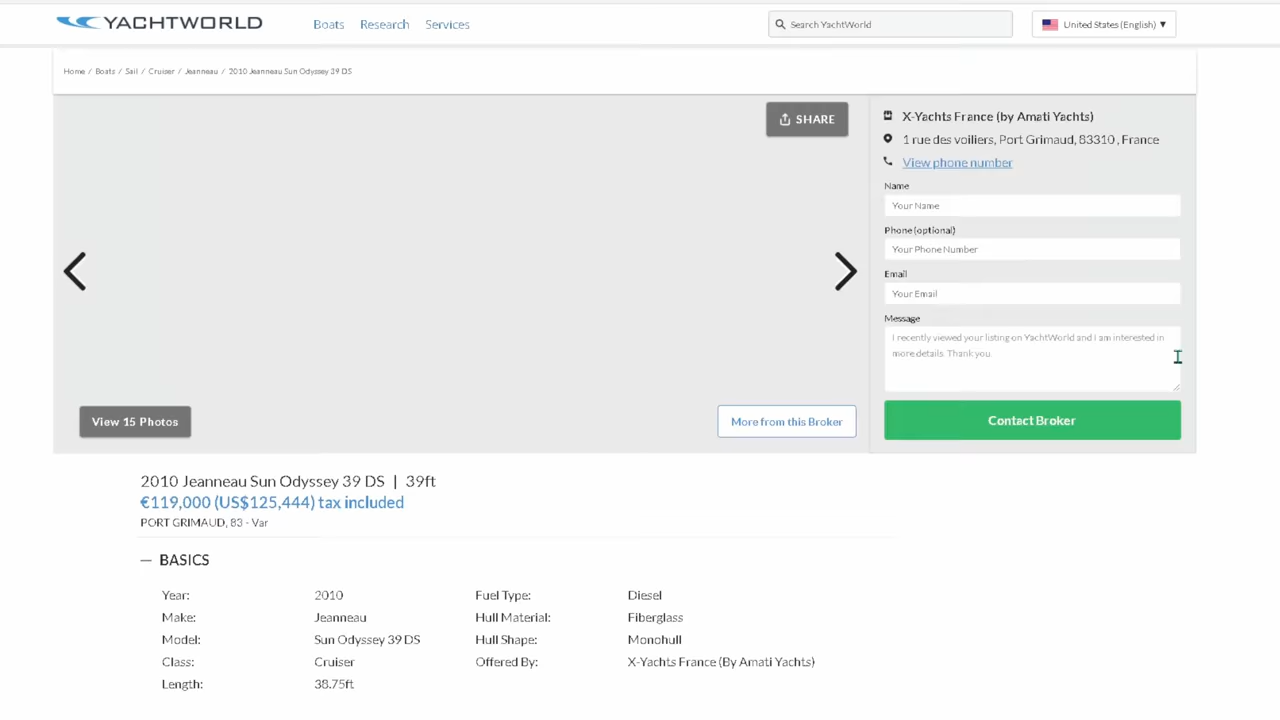 YACHTWORLD
Boats Research Services
Search YachtWorld
United States (English) ▼
Home / Boats / Sail / Cruiser / Jeanneau / 2010 Jeanneau Sun Odyssey 39 DS
SHARE
X-Yachts France (by Amati Yachts)
1 rue des voiliers, Port Grimaud, 83310 , France
View phone number
Name
Your Name
Phone (optional)
Your Phone Number
Email
Your Email
Message
I recently viewed your listing on YachtWorld and I am interested in
more details. Thank you.
View 15 Photos
More from this Broker
Contact Broker
2010 Jeanneau Sun Odyssey 39 DS | 39ft
€119,000 (US$125,444) tax included
PORT GRIMAUD, 83 - Var
— BASICS
Year: 2010 Fuel Type: Diesel
Make: Jeanneau Hull Material: Fiberglass
Model: Sun Odyssey 39 DS Hull Shape: Monohull
Class: Cruiser Offered By: X-Yachts France (By Amati Yachts)
Length: 38.75ft